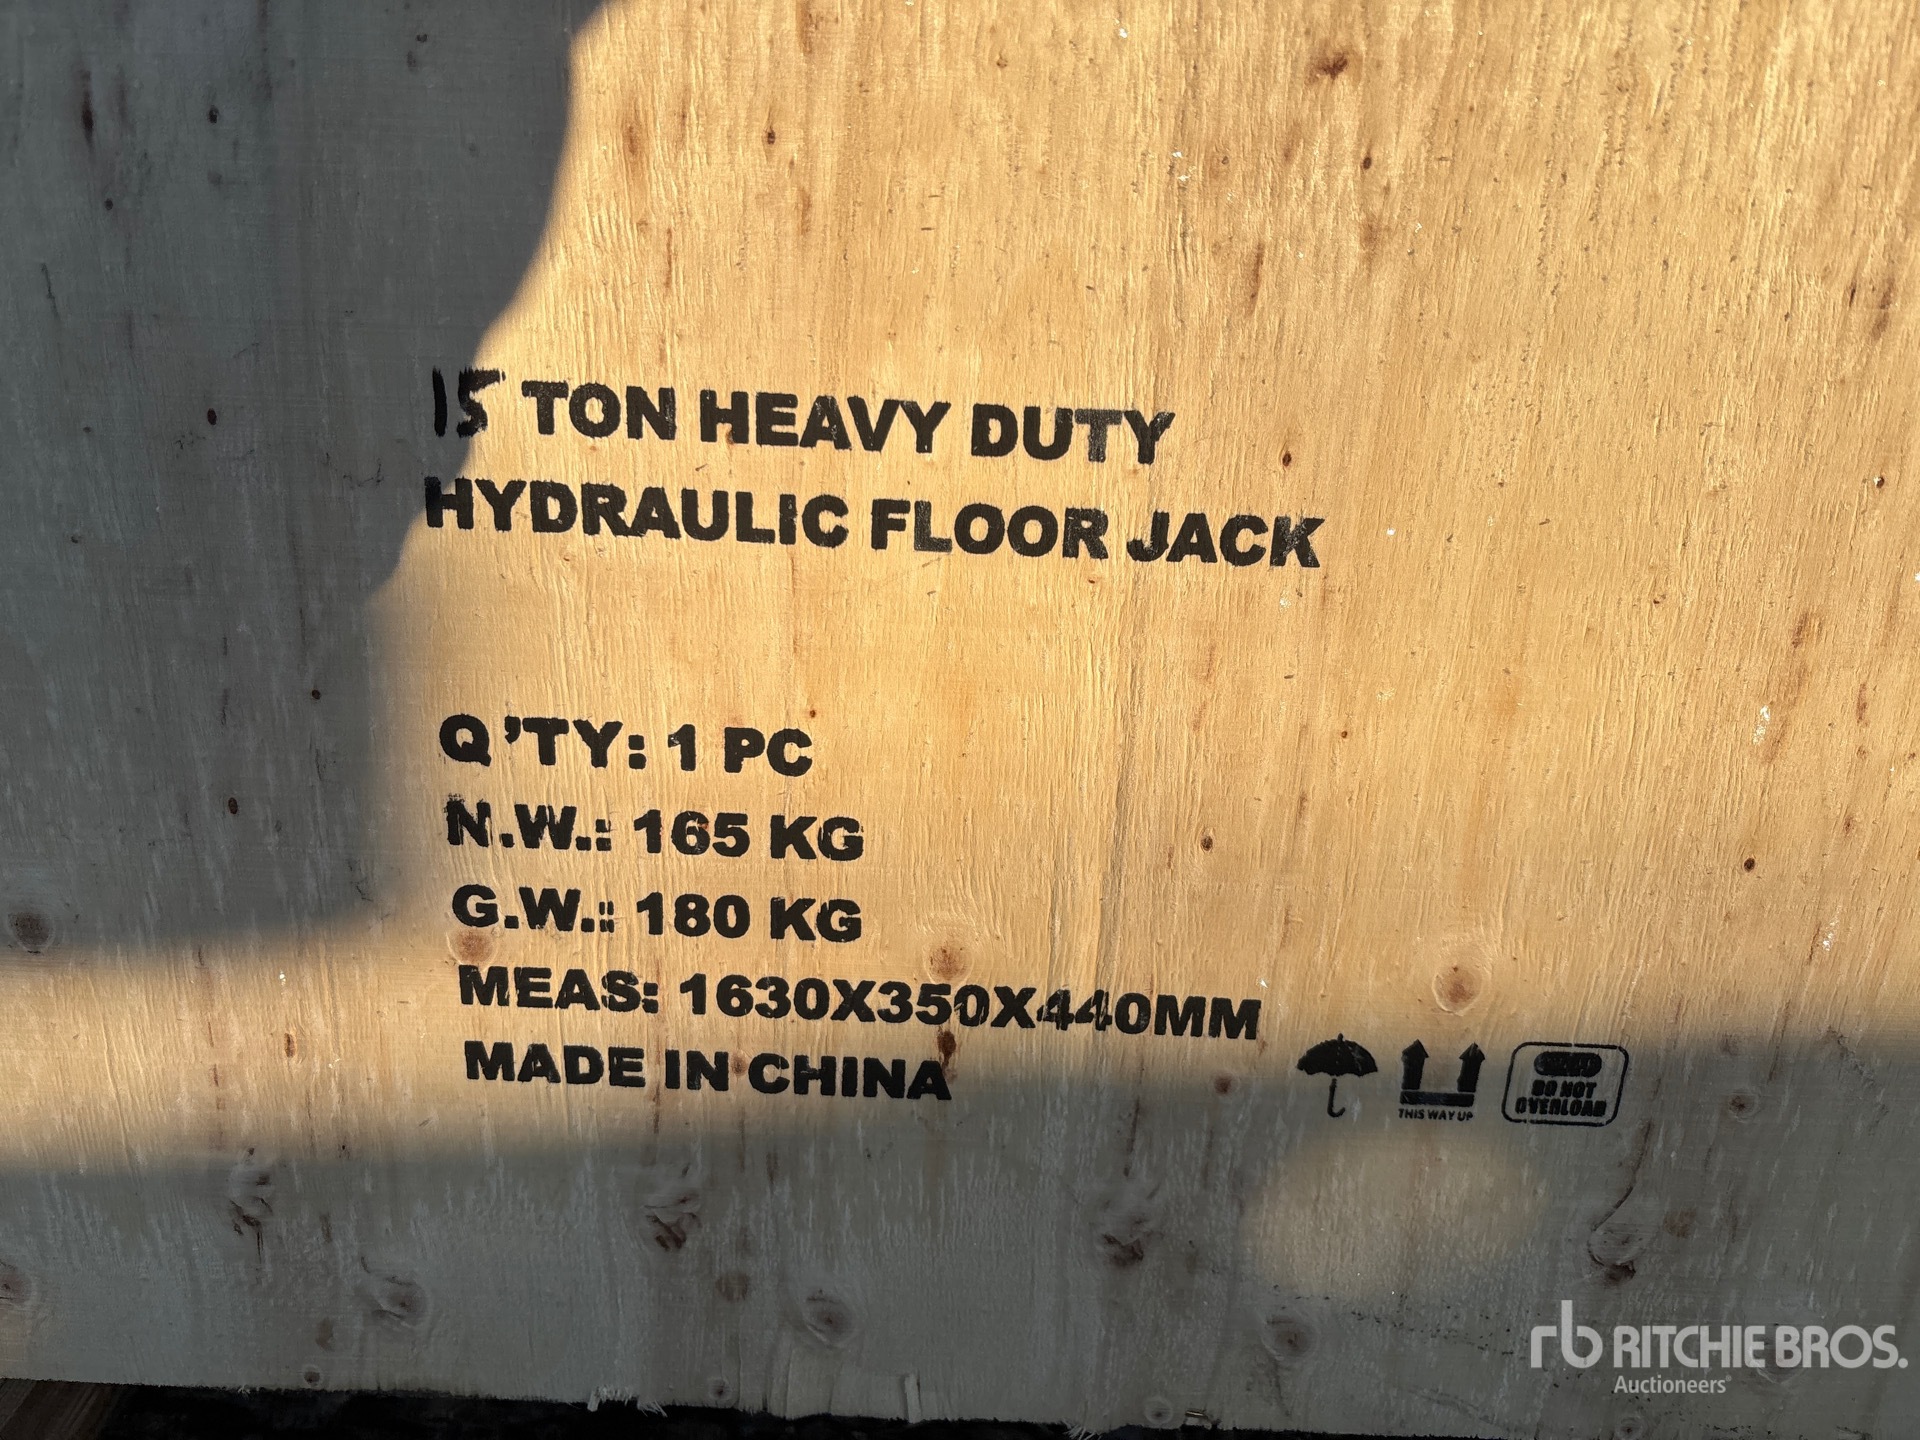 15 TON HEAVY DUTY
HYDRAULIC FLOOR JACK
Q'TY: 1 PC
N.W.: 165 KG
G.W.: 180 KG
MEAS: 1630X350X440MM
MADE IN CHINA
THIS WAY UP
DO NOT
OVERLOAD
rb RITCHIE BROS.
Auctioneers